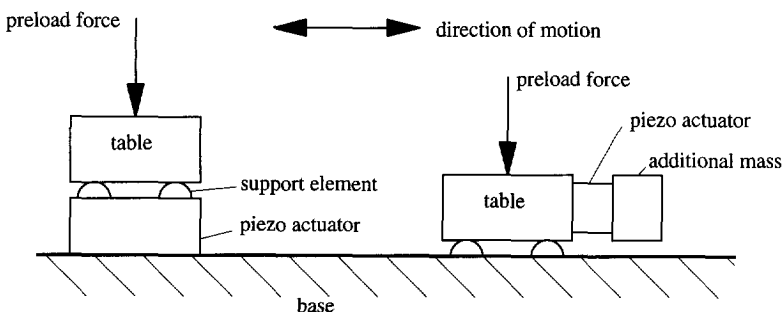 preload force
direction of motion
preload force
piezo actuator
table
additional mass
support element
table
piezo actuator
base